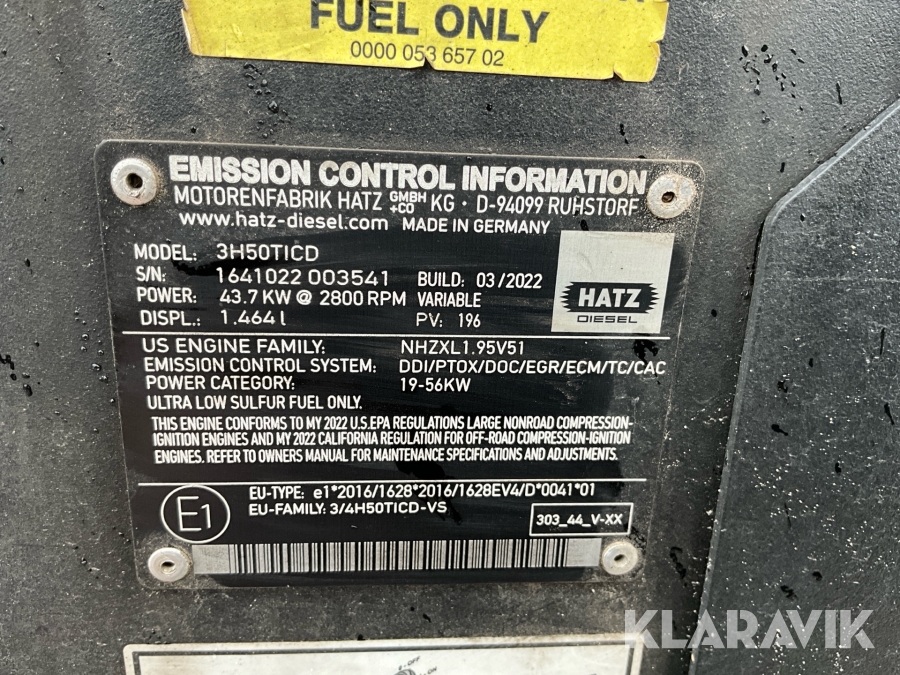 FUEL ONLY
0000 053 657 02
EMISSION CONTROL INFORMATION
MOTORENFABRIK HATZ GMBH +CO KG · D-94099 RUHSTORF
www.hatz-diesel.com MADE IN GERMANY
MODEL: 3H50TICD
S/N: 1641022 003541 BUILD: 03/2022
POWER: 43.7 KW @ 2800 RPM VARIABLE
DISPL.: 1.464 l PV: 196
HATZ
DIESEL
US ENGINE FAMILY: NHZXL1.95V51
EMISSION CONTROL SYSTEM: DDI/PTOX/DOC/EGR/ECM/TC/CAC
POWER CATEGORY: 19-56KW
ULTRA LOW SULFUR FUEL ONLY.
THIS ENGINE CONFORMS TO MY 2022 U.S.EPA REGULATIONS LARGE NONROAD COMPRESSION-
IGNITION ENGINES AND MY 2022 CALIFORNIA REGULATION FOR OFF-ROAD COMPRESSION-IGNITION
ENGINES. REFER TO OWNERS MANUAL FOR MAINTENANCE SPECIFICATIONS AND ADJUSTMENTS.
E1
EU-TYPE: e1*2016/1628*2016/1628EV4/D*0041*01
EU-FAMILY: 3/4H50TICD-VS
303_44_V-XX
KLARAVIK
- OFF
- ON